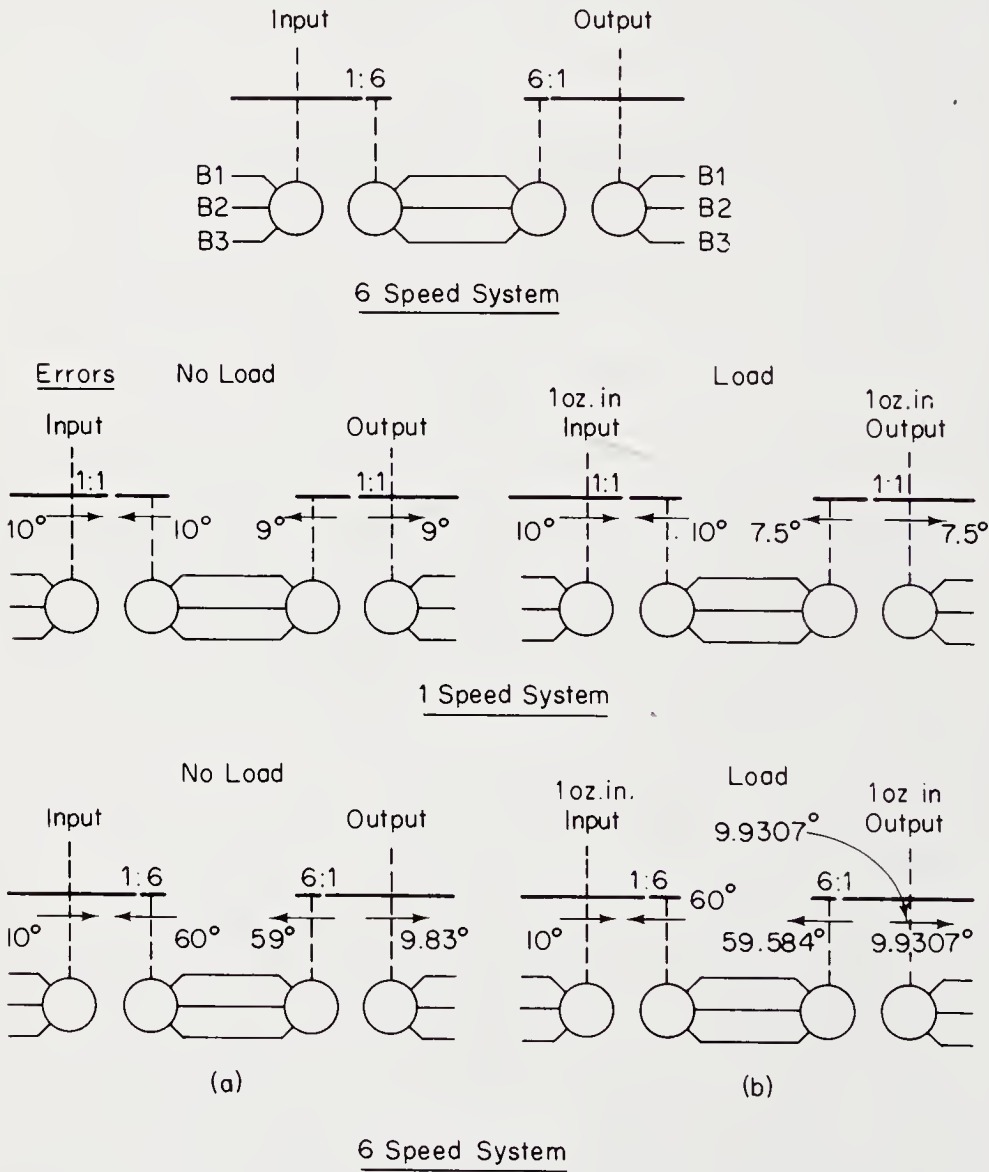 Input Output
1:6 6:1
B1 B1
B2 B2
B3 B3
6 Speed System
Errors No Load Load
Input Output 1oz.in Input 1oz.in Output
1:1 1:1 1:1 1:1
10° 10° 9° 9° 10° 10° 7.5° 7.5°
1 Speed System
No Load Load
Input Output 1oz.in. Input 1oz in Output
9.9307°
1:6 6:1 1:6 60° 6:1
10° 60° 59° 9.83° 10° 59.584° 9.9307°
(a) (b)
6 Speed System